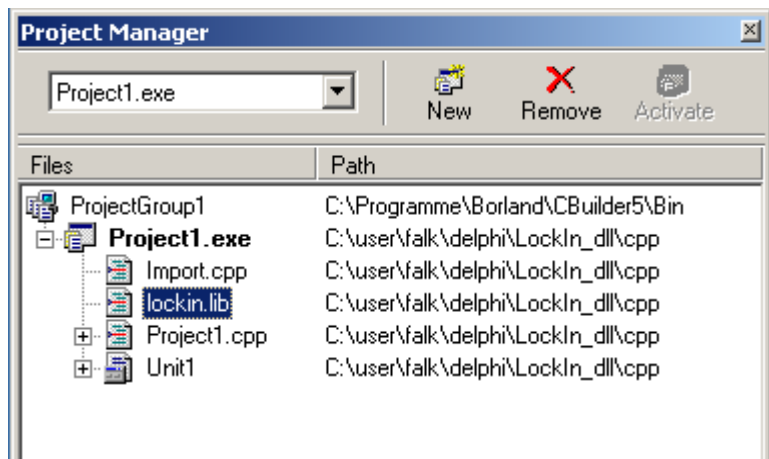 Project Manager
Project1.exe
New Remove Activate
Files Path
ProjectGroup1 C:\Programme\Borland\CBuilder5\Bin
Project1.exe C:\user\falk\delphi\LockIn_dll\cpp
Import.cpp C:\user\falk\delphi\LockIn_dll\cpp
lockin.lib C:\user\falk\delphi\LockIn_dll\cpp
Project1.cpp C:\user\falk\delphi\LockIn_dll\cpp
Unit1 C:\user\falk\delphi\LockIn_dll\cpp